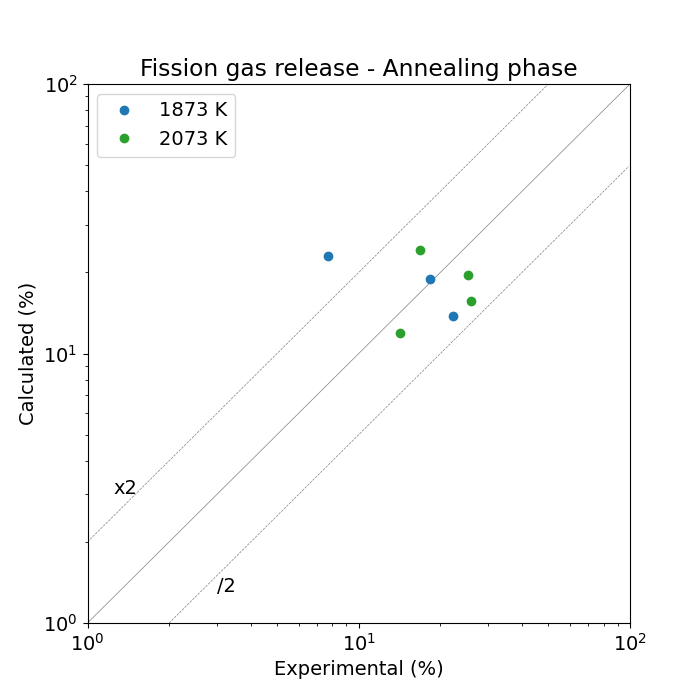 Fission gas release - Annealing phase
10²
1873 K
2073 K
Calculated (%)
10¹
x2
/2
10⁰
10⁰
10¹
10²
Experimental (%)